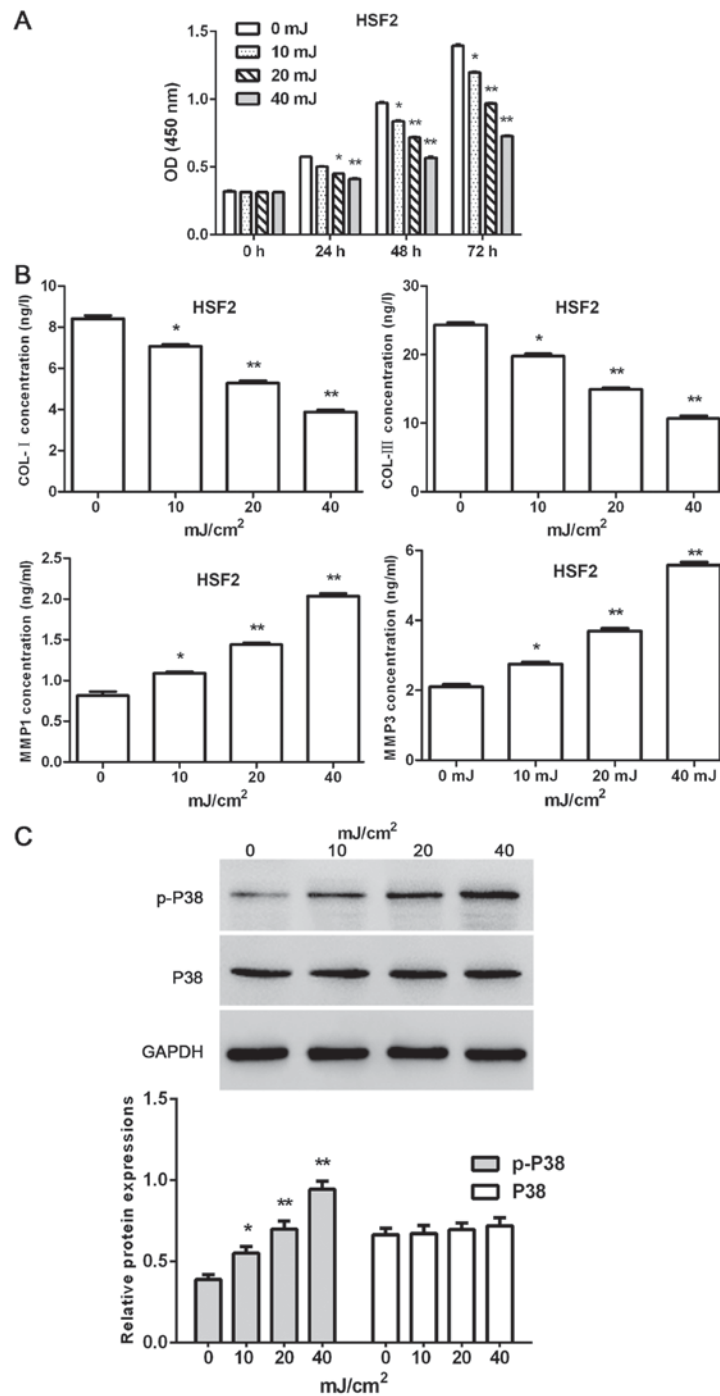 A
HSF2
0 mJ
10 mJ
20 mJ
40 mJ
OD (450 nm)
1.5
1.0
0.5
0.0
* **
* ** **
* ** **
0 h 24 h 48 h 72 h
B
HSF2
COL-Ⅰ concentration (ng/l)
10
8
6
4
2
0
* ** **
0 10 20 40
mJ/cm²
HSF2
COL-Ⅲ concentration (ng/l)
30
20
10
0
* ** **
0 10 20 40
mJ/cm²
HSF2
MMP1 concentration (ng/ml)
2.5
2.0
1.5
1.0
0.5
0.0
* ** **
0 10 20 40
mJ/cm²
HSF2
MMP3 concentration (ng/ml)
6
4
2
0
* ** **
0 mJ 10 mJ 20 mJ 40 mJ
mJ/cm²
C
mJ/cm²
0 10 20 40
p-P38
P38
GAPDH
Relative protein expressions
1.5
1.0
0.5
0.0
* ** **
p-P38
P38
0 10 20 40 0 10 20 40
mJ/cm²